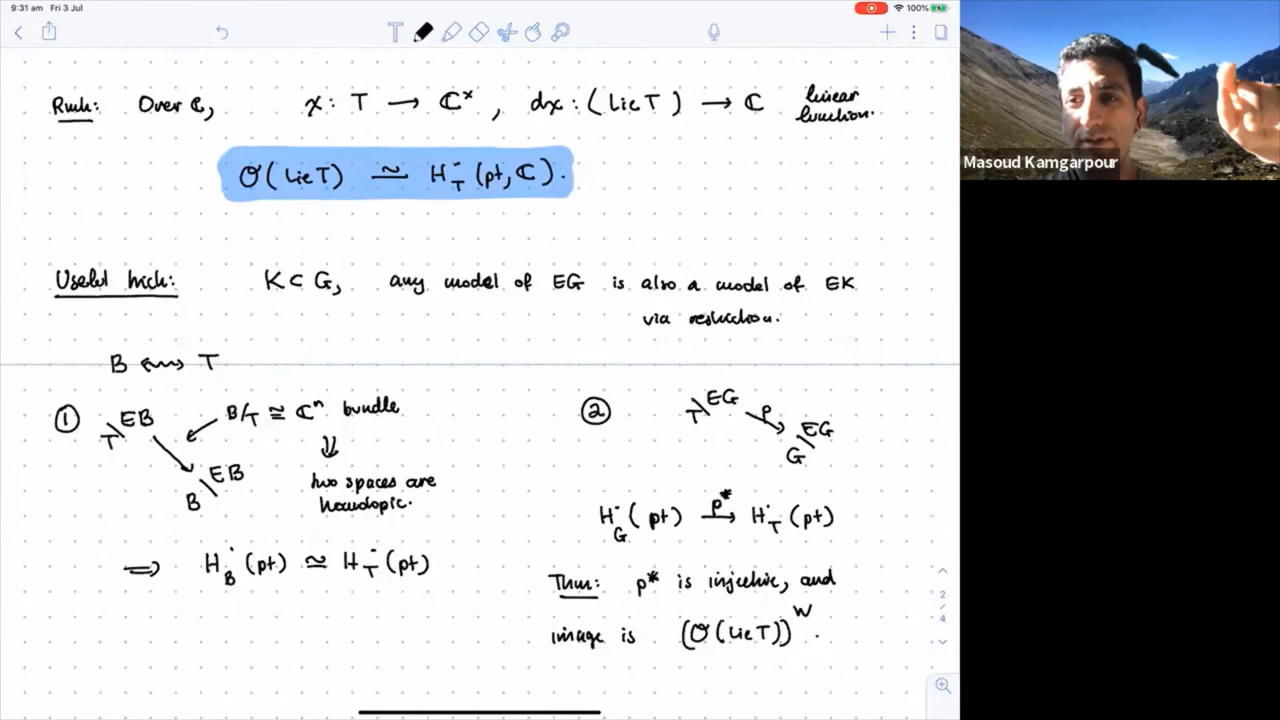 9:31 am Fri 3 Jul
100%
Masoud Kamgarpour
Rmk: Over ℂ, χ: T → ℂ^×, dχ: (Lie T) → ℂ linear function.
𝒪(Lie T) ≃ H_T^•(pt, ℂ).
Useful trick: K ⊂ G, any model of EG is also a model of EK
via restriction.
B ⟷ T
① T\EB B/T ≅ ℂ^n bundle
B\EB
⇓
two spaces are
homotopic.
⟹ H_B^•(pt) ≃ H_T^•(pt)
② T\EG p
G\EG
H_G^•(pt) p^*→ H_T^•(pt)
Thm: p^* is injective, and
image is (𝒪(Lie T))^W.
2
/
4